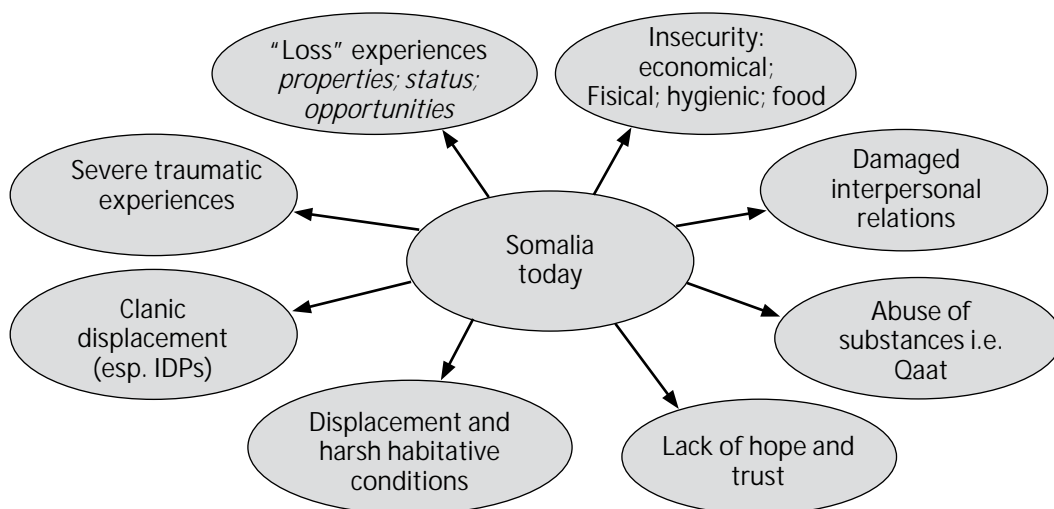 “Loss” experiences
properties; status;
opportunities
Insecurity:
economical;
Fisical; hygienic; food
Severe traumatic
experiences
Damaged
interpersonal
relations
Somalia
today
Clanic
displacement
(esp. IDPs)
Abuse of
substances i.e.
Qaat
Displacement and
harsh habitative
conditions
Lack of hope and
trust